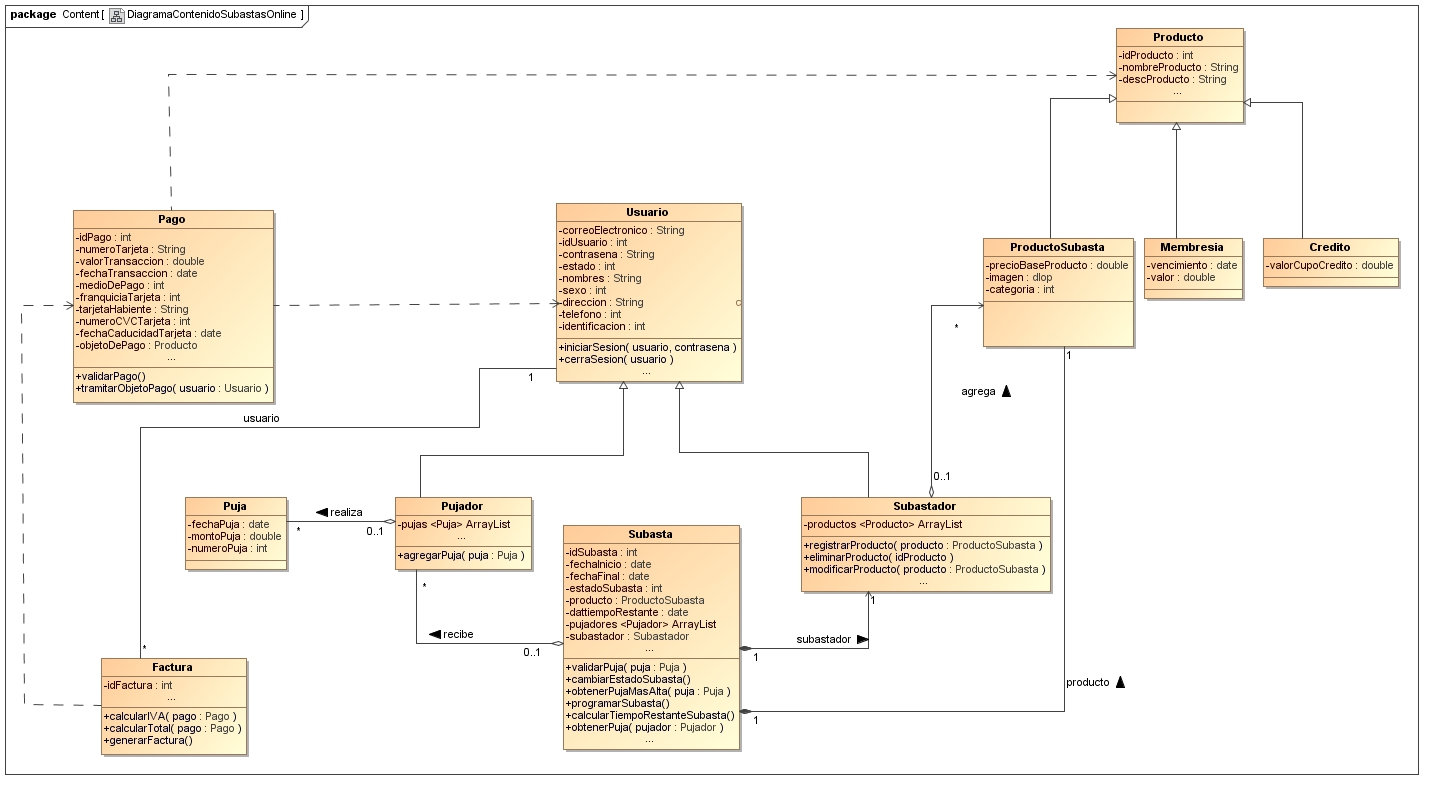 package Content [ DiagramaContenidoSubastasOnline ]
Producto
-idProducto : int
-nombreProducto : String
-descProducto : String
...
Pago
-idPago : int
-numeroTarjeta : String
-valorTransaccion : double
-fechaTransaccion : date
-medioDePago : int
-franquiciaTarjeta : int
-tarjetaHabiente : String
-numeroCVCTarjeta : int
-fechaCaducidadTarjeta : date
-objetoDePago : Producto
...
+validarPago()
+tramitarObjetoPago( usuario : Usuario )
Usuario
-correoElectronico : String
-idUsuario : int
-contrasena : String
-estado : int
-nombres : String
-sexo : int
-direccion : String
-telefono : int
-identificacion : int
+iniciarSesion( usuario, contrasena )
+cerraSesion( usuario )
...
ProductoSubasta
-precioBaseProducto : double
-imagen : dlop
-categoria : int
Membresia
-vencimiento : date
-valor : double
Credito
-valorCupoCredito : double
1
usuario
*
1
agrega
0..1
Puja
-fechaPuja : date
-montoPuja : double
-numeroPuja : int
realiza
*
0..1
Pujador
-pujas <Puja> ArrayList
...
+agregarPuja( puja : Puja )
*
recibe
0..1
Subasta
-idSubasta : int
-fechaInicio : date
-fechaFinal : date
-estadoSubasta : int
-producto : ProductoSubasta
-dattiempoRestante : date
-pujadores <Pujador> ArrayList
-subastador : Subastador
...
+validarPuja( puja : Puja )
+cambiarEstadoSubasta()
+obtenerPujaMasAlta( puja : Puja )
+programarSubasta()
+calcularTiempoRestanteSubasta()
+obtenerPuja( pujador : Pujador )
...
Subastador
-productos <Producto> ArrayList
+registrarProducto( producto : ProductoSubasta )
+eliminarProducto( idProducto )
+modificarProducto( producto : ProductoSubasta )
...
1
subastador
1
producto
1
*
Factura
-idFactura : int
...
+calcularIVA( pago : Pago )
+calcularTotal( pago : Pago )
+generarFactura()